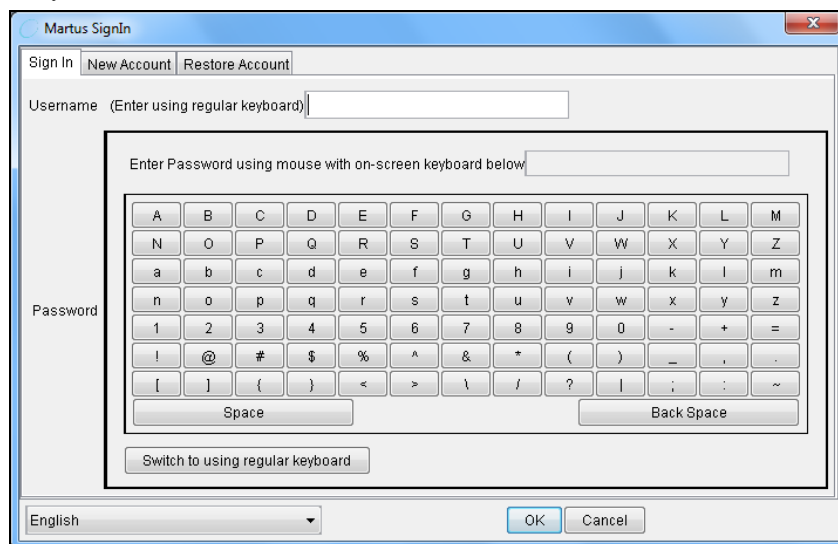 Martus SignIn
Sign In New Account Restore Account
Username (Enter using regular keyboard)
Enter Password using mouse with on-screen keyboard below
A B C D E F G H I J K L M
N O P Q R S T U V W X Y Z
a b c d e f g h i j k l m
Password
n o p q r s t u v w x y z
1 2 3 4 5 6 7 8 9 0 - + =
! @ # $ % ^ & * ( ) _ , .
[ ] { } < > \ / ? | ; : ~
Space Back Space
Switch to using regular keyboard
English OK Cancel